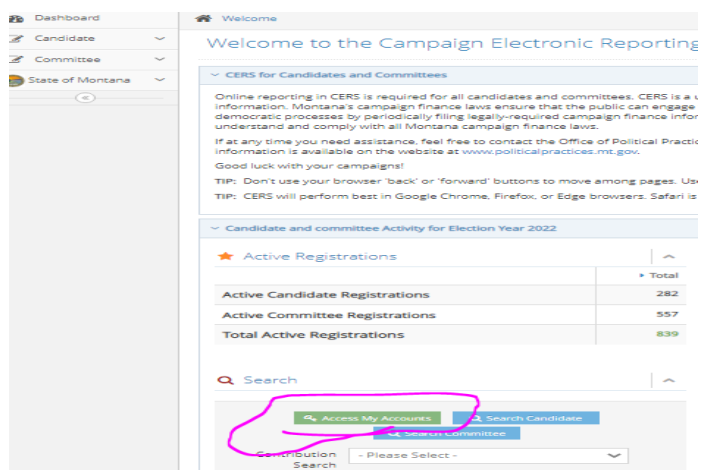 Dashboard
Candidate
Committee
State of Montana
Welcome
Welcome to the Campaign Electronic Reporting
CERS for Candidates and Committees
Online reporting in CERS is required for all candidates and committees. CERS is a u
information. Montana's campaign finance laws ensure that the public can engage
democratic processes by periodically filing legally-required campaign finance infor
understand and comply with all Montana campaign finance laws.
If at any time you need assistance, feel free to contact the Office of Political Practic
information is available on the website at www.politicalpractices.mt.gov.
Good luck with your campaigns!
TIP: Don't use your browser 'back' or 'forward' buttons to move among pages. Use
TIP: CERS will perform best in Google Chrome, Firefox, or Edge browsers. Safari is
Candidate and committee Activity for Election Year 2022
Active Registrations
Total
Active Candidate Registrations 282
Active Committee Registrations 557
Total Active Registrations 839
Search
Access My Accounts Search Candidate
Search Committee
Contribution - Please Select -
Search